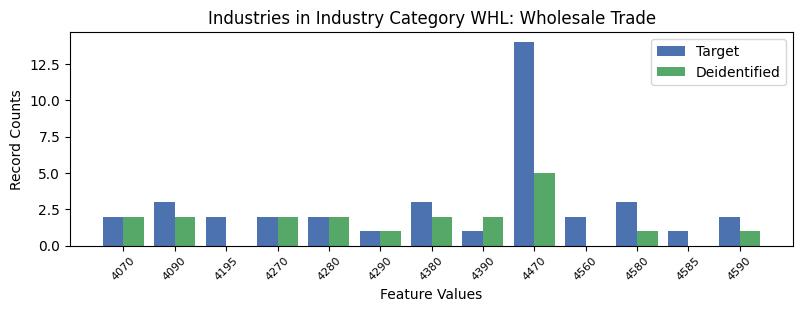 Industries in Industry Category WHL: Wholesale Trade
Target
Deidentified
Record Counts
12.5
10.0
7.5
5.0
2.5
0.0
4070 4090 4195 4270 4280 4290 4380 4390 4470 4560 4580 4585 4590
Feature Values